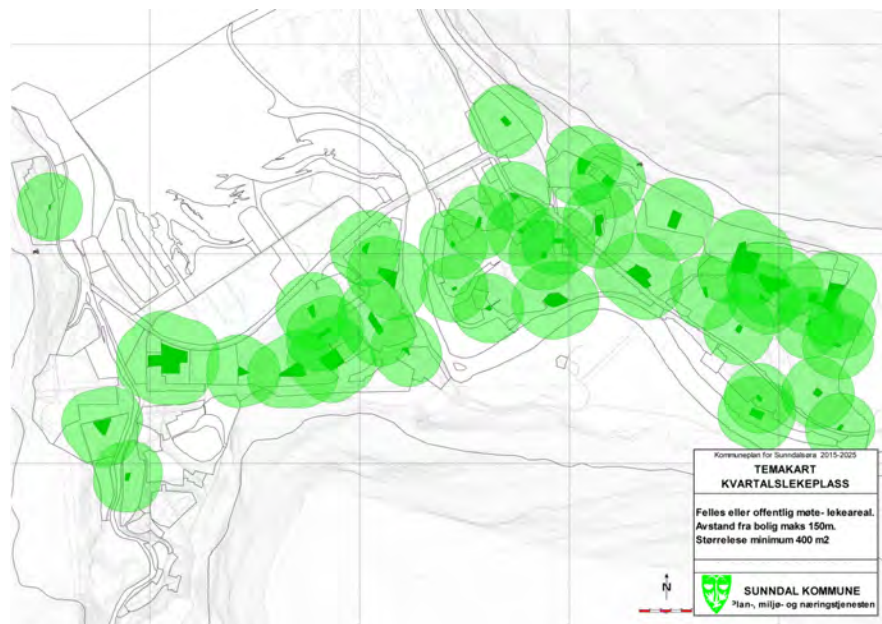 Kommuneplan for Sunndalsøra 2015-2025
TEMAKART
KVARTALSLEKEPLASS
Felles eller offentlig møte- lekeareal.
Avstand fra bolig maks 150m.
Størrelese minimum 400 m2
N
SUNNDAL KOMMUNE
Plan-, miljø- og næringstjenesten